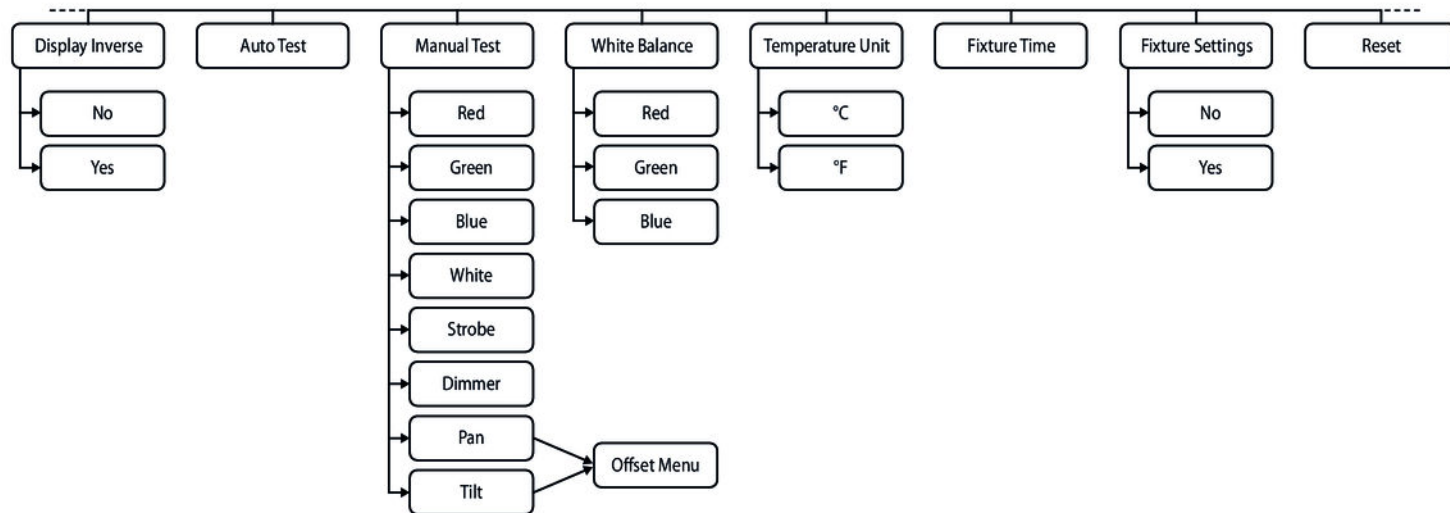 Display Inverse
Auto Test
Manual Test
White Balance
Temperature Unit
Fixture Time
Fixture Settings
Reset
No
Yes
Red
Green
Blue
White
Strobe
Dimmer
Pan
Tilt
Offset Menu
Red
Green
Blue
°C
°F
No
Yes